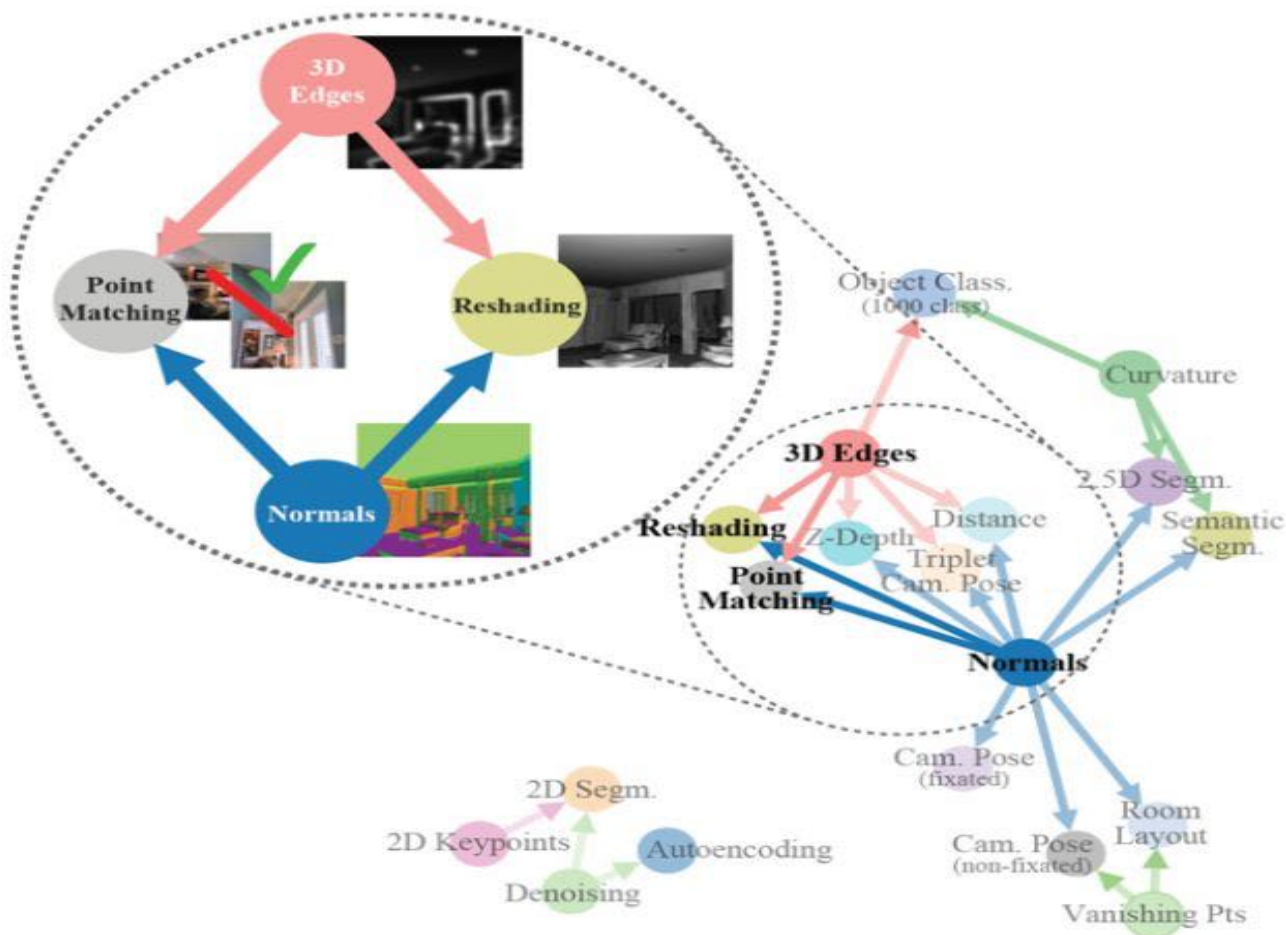 3D
Edges
Point
Matching
Reshading
Normals
Object Class.
(1000 class)
Curvature
3D Edges
2.5D Segm.
Reshading
Z-Depth
Distance
Semantic
Segm.
Triplet
Cam. Pose
Point
Matching
Normals
Cam. Pose
(fixated)
2D Segm.
2D Keypoints
Autoencoding
Denoising
Room
Layout
Cam. Pose
(non-fixated)
Vanishing Pts